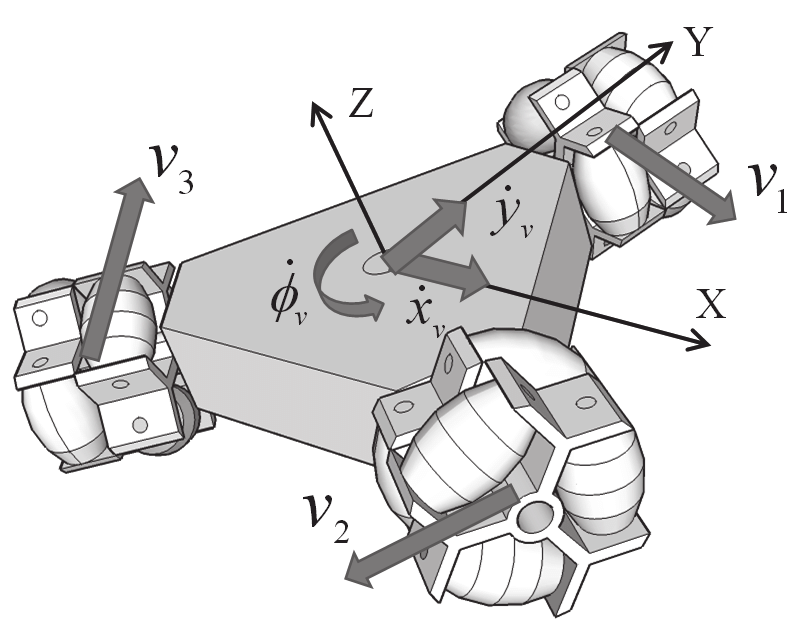 Y
Z
v₃
v₁
ẏᵥ
ϕ̇ᵥ
ẋᵥ
X
v₂